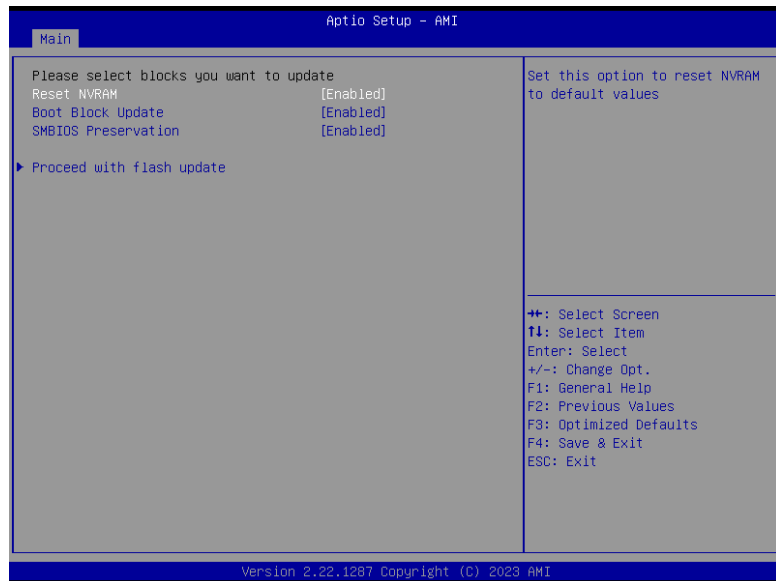 Aptio Setup – AMI
Main
Please select blocks you want to update
Reset NVRAM [Enabled]
Boot Block Update [Enabled]
SMBIOS Preservation [Enabled]
Proceed with flash update
Set this option to reset NVRAM
to default values
→←: Select Screen
↑↓: Select Item
Enter: Select
+/-: Change Opt.
F1: General Help
F2: Previous Values
F3: Optimized Defaults
F4: Save & Exit
ESC: Exit
Version 2.22.1287 Copyright (C) 2023 AMI